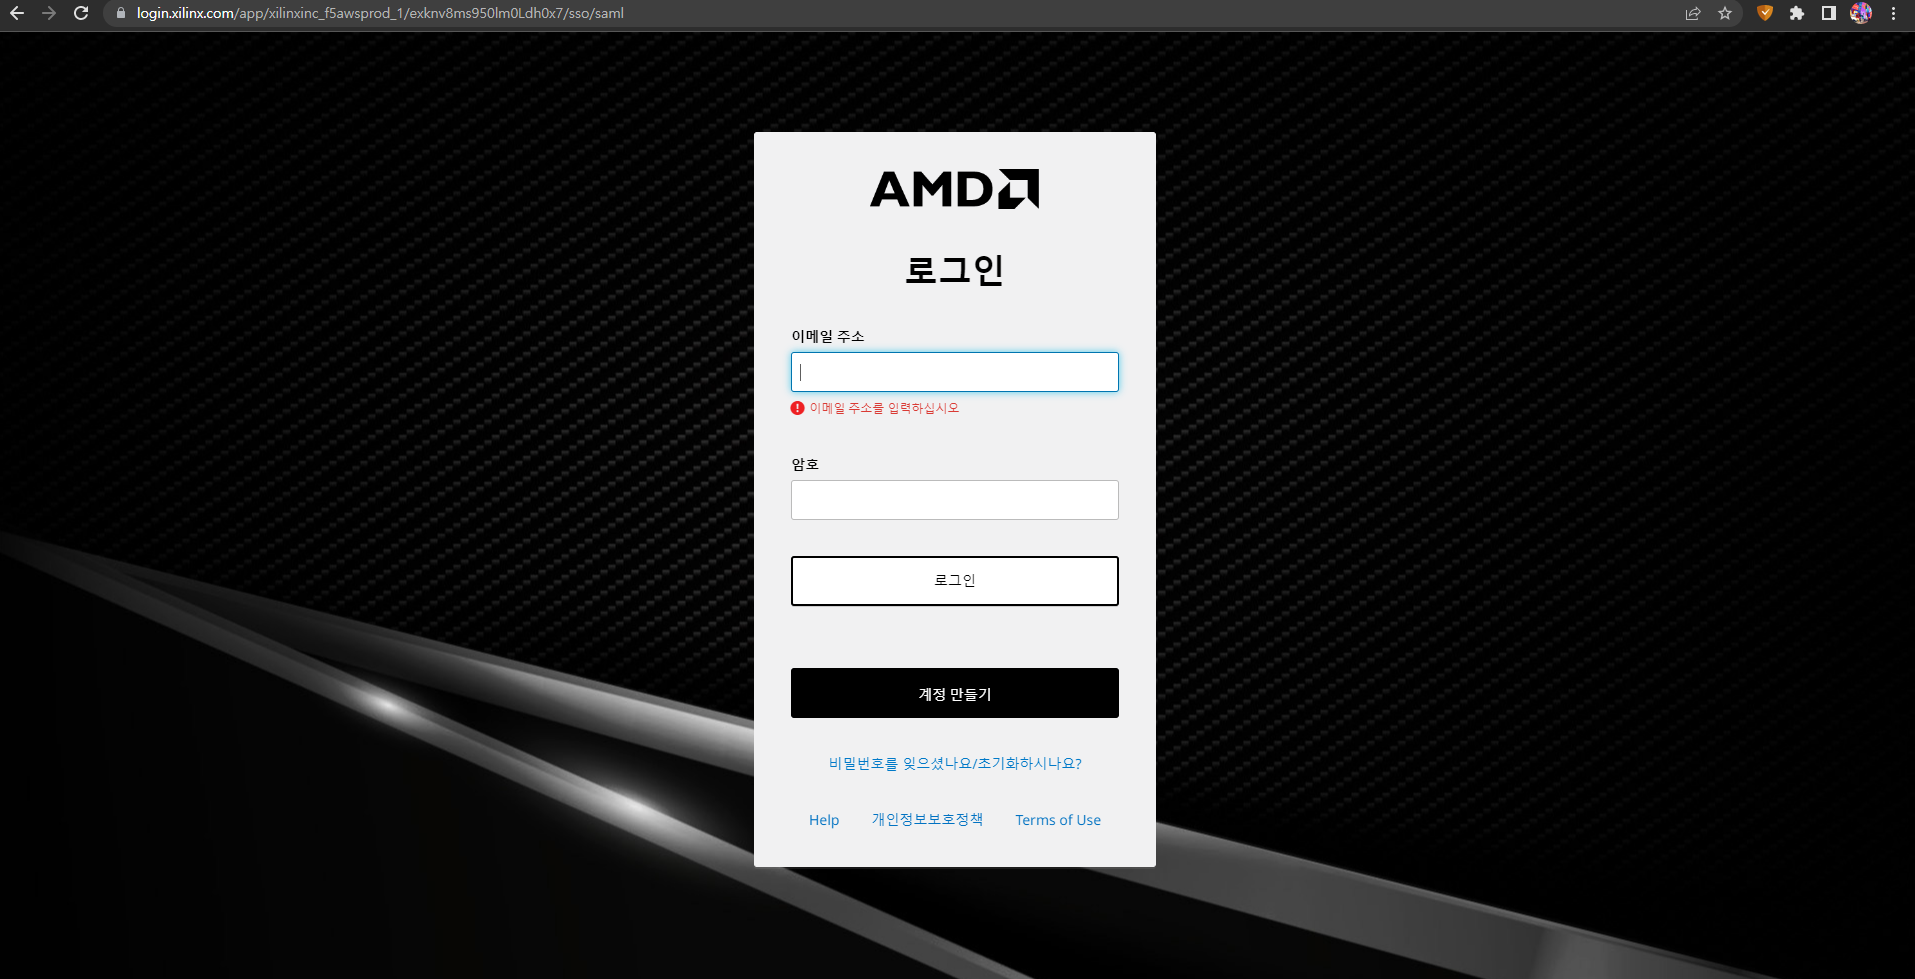 login.xilinx.com/app/xilinxinc_f5awsprod_1/exknv8ms950lm0Ldh0x7/sso/saml
AMD
로그인
이메일 주소
이메일 주소를 입력하십시오
암호
로그인
계정 만들기
비밀번호를 잊으셨나요/초기화하시나요?
Help 개인정보보호정책 Terms of Use